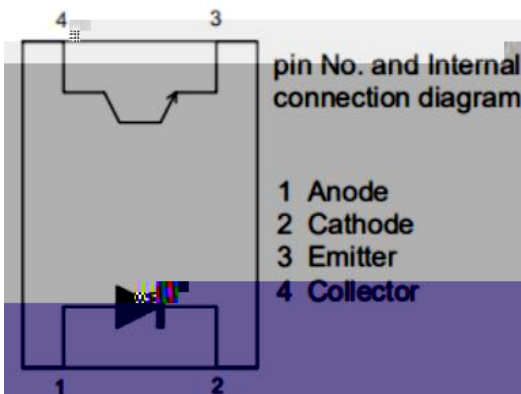 4 3
pin No. and Internal
connection diagram
1 Anode
2 Cathode
3 Emitter
4 Collector
1 2